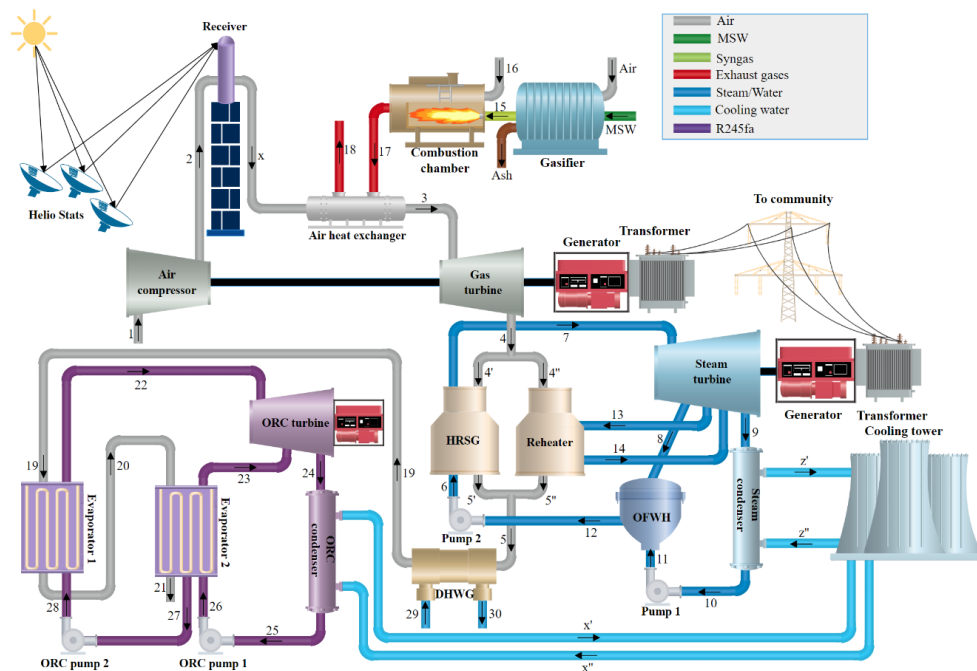 Receiver
Helio Stats
2
x
18
17
16
15
Air
MSW
Ash
Combustion
chamber
Gasifier
3
Air heat exchanger
Air
MSW
Syngas
Exhaust gases
Steam/Water
Cooling water
R245fa
To community
Generator
Transformer
Air
compressor
Gas
turbine
1
4
7
4'
4"
Steam
turbine
Generator
Transformer
Cooling tower
22
ORC turbine
HRSG
Reheater
13
14
8
9
z'
z"
19
20
23
24
19
6
5'
5"
5
OFWH
12
11
Steam
condenser
Pump 2
Pump 1
10
Evaporator 1
Evaporator 2
ORC
condenser
21
28
27
26
25
DHWG
29
30
x'
x"
ORC pump 2
ORC pump 1